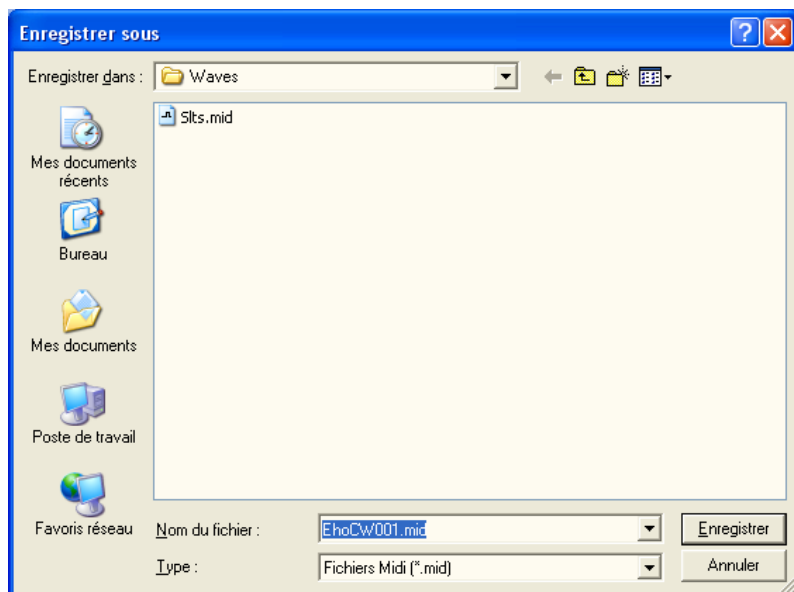 Enregistrer sous
Enregistrer dans :
Waves
Slts.mid
Mes documents
récents
Bureau
Mes documents
Poste de travail
Favoris réseau
Nom du fichier :
EhoCW001.mid
Enregistrer
Type :
Fichiers Midi (*.mid)
Annuler